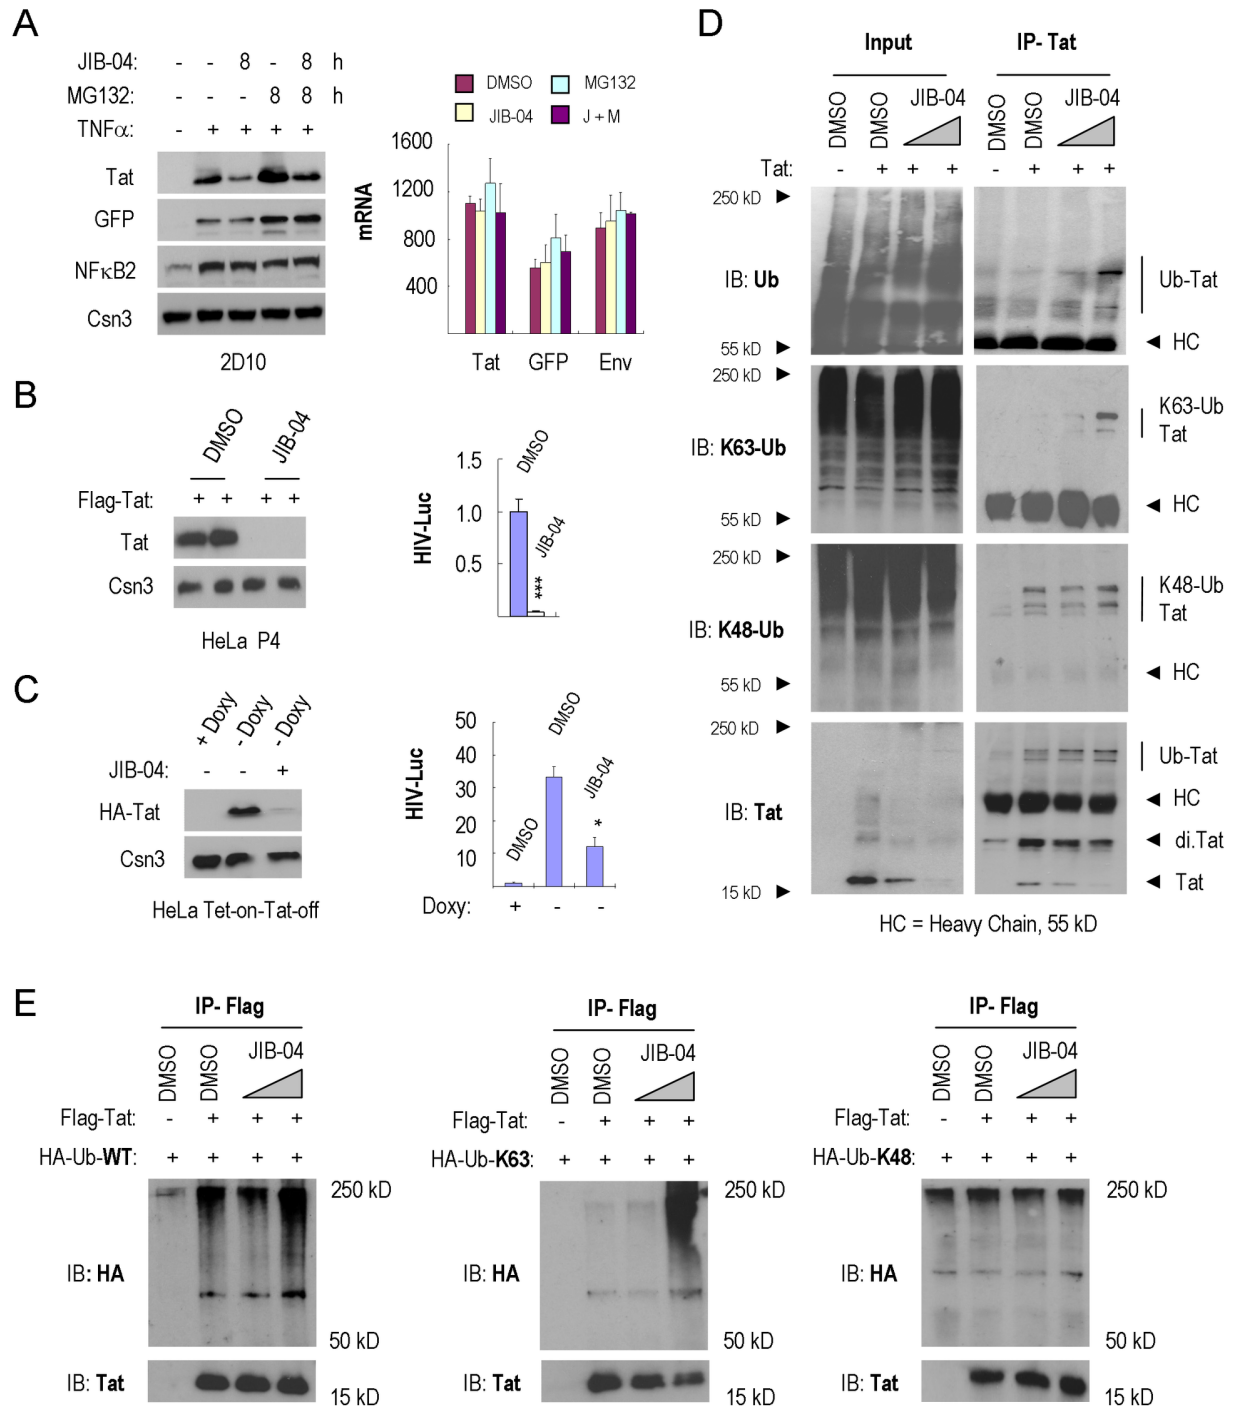 A
JIB-04: - - 8 - 8 h
MG132: - - - 8 8 h
TNFα: - + + + +
Tat
GFP
NFκB2
Csn3
2D10
DMSO
MG132
JIB-04
J + M
mRNA
1600
1200
800
400
Tat GFP Env
B
DMSO
JIB-04
Flag-Tat: + + + +
Tat
Csn3
HeLa P4
HIV-Luc
1.5
1.0
0.5
DMSO
JIB-04
***
C
+ Doxy
- Doxy
- Doxy
JIB-04: - - +
HA-Tat
Csn3
HeLa Tet-on-Tat-off
HIV-Luc
50
40
30
20
10
DMSO
DMSO
JIB-04
*
Doxy: + - -
D
Input
IP- Tat
DMSO
DMSO
JIB-04
DMSO
DMSO
JIB-04
Tat: - + + + - + + +
250 kD
IB: Ub
55 kD
Ub-Tat
HC
250 kD
IB: K63-Ub
55 kD
K63-Ub
Tat
HC
250 kD
IB: K48-Ub
55 kD
K48-Ub
Tat
HC
250 kD
IB: Tat
15 kD
Ub-Tat
HC
di.Tat
Tat
HC = Heavy Chain, 55 kD
E
IP- Flag
DMSO
DMSO
JIB-04
Flag-Tat: - + + +
HA-Ub-WT: + + + +
250 kD
IB: HA
50 kD
IB: Tat
15 kD
IP- Flag
DMSO
DMSO
JIB-04
Flag-Tat: - + + +
HA-Ub-K63: + + + +
250 kD
IB: HA
50 kD
IB: Tat
15 kD
IP- Flag
DMSO
DMSO
JIB-04
Flag-Tat: - + + +
HA-Ub-K48: + + + +
250 kD
IB: HA
50 kD
IB: Tat
15 kD